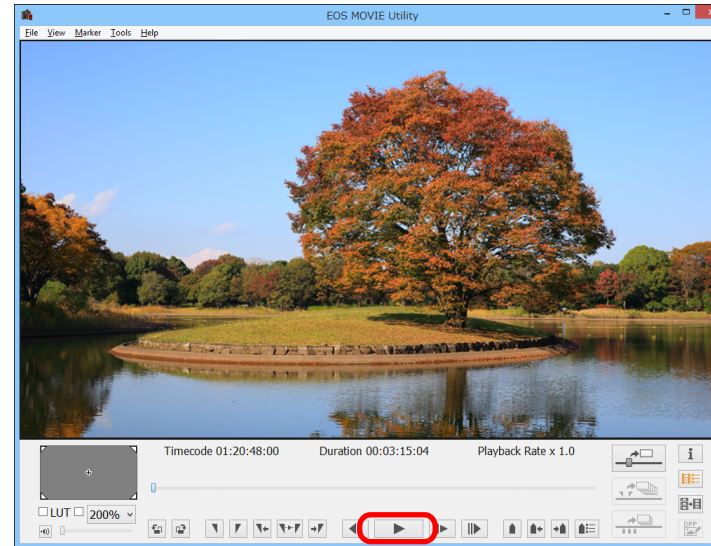 EOS MOVIE Utility
File View Marker Tools Help
Timecode 01:20:48:00 Duration 00:03:15:04 Playback Rate x 1.0
LUT 200%
i
DPP